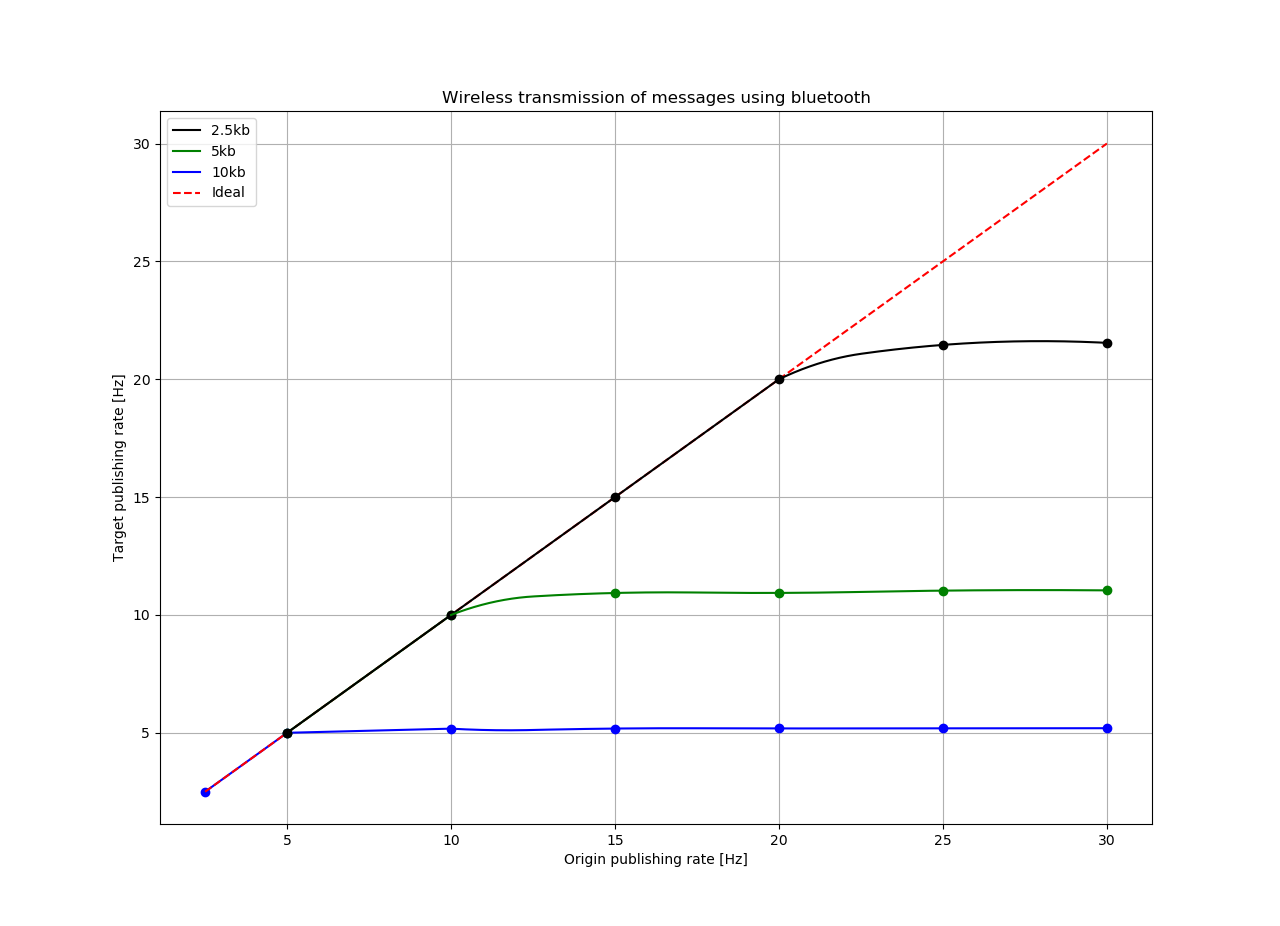 Wireless transmission of messages using bluetooth
2.5kb
5kb
10kb
Ideal
30
25
20
15
10
5
Target publishing rate [Hz]
5 10 15 20 25 30
Origin publishing rate [Hz]